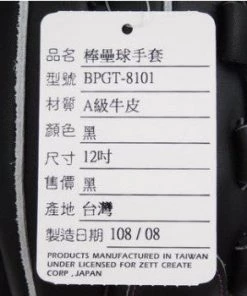 品名 棒壘球手套
型號 BPGT-8101
材質 A級牛皮
顏色 黑
尺寸 12吋
售價 黑
產地 台灣
製造日期 108/08
PRODUCTS MANUFACTURED IN TAIWAN
UNDER LICENSED FOR ZETT CREATE
CORP , JAPAN